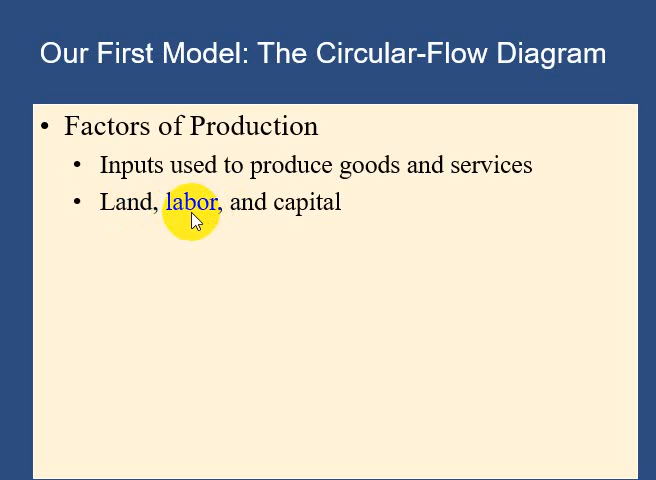 Our First Model: The Circular-Flow Diagram
• Factors of Production
• Inputs used to produce goods and services
• Land, labor, and capital